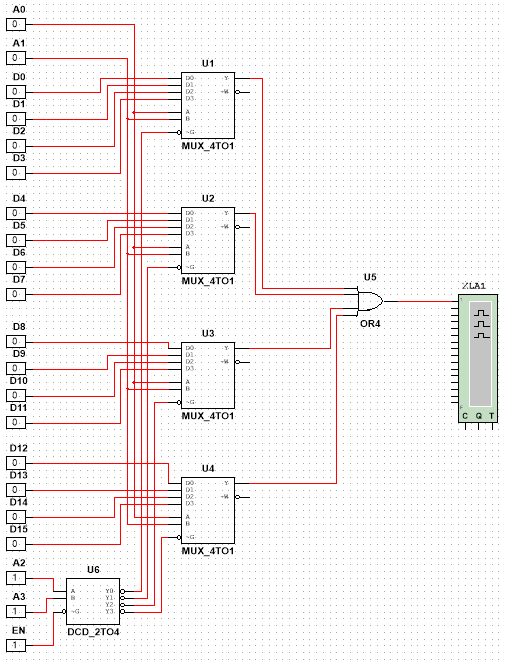 A0
0
A1
0
D0
0
D1
0
D2
0
D3
0
U1
D0 Y
D1
D2 ~W
D3
A
B
~G
MUX_4TO1
D4
0
D5
0
D6
0
D7
0
U2
D0 Y
D1
D2 ~W
D3
A
B
~G
MUX_4TO1
U5
OR4
XLA1
C Q T
D8
0
D9
0
D10
0
D11
0
U3
D0 Y
D1
D2 ~W
D3
A
B
~G
MUX_4TO1
D12
0
D13
0
D14
0
D15
0
U4
D0 Y
D1
D2 ~W
D3
A
B
~G
MUX_4TO1
A2
1
A3
1
EN
1
U6
A Y0
B Y1
Y2
~G Y3
DCD_2TO4